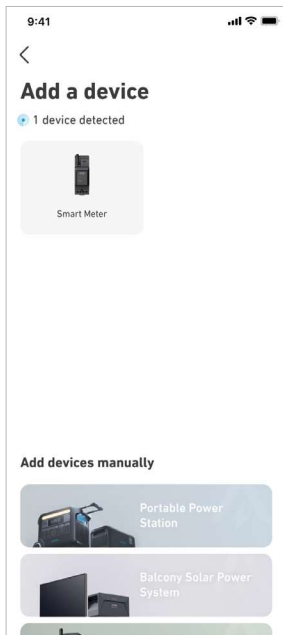 9:41
Add a device
1 device detected
Smart Meter
Add devices manually
Portable Power
Station
Balcony Solar Power
System